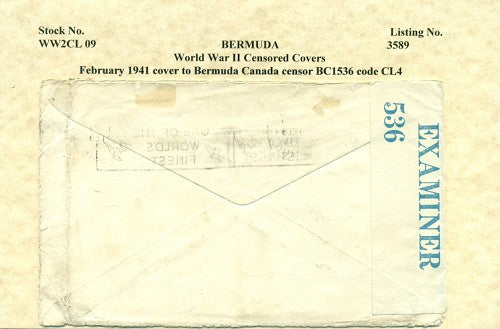 Stock No.
WW2CL 09
BERMUDA
Listing No.
3589
World War II Censored Covers
February 1941 cover to Bermuda Canada censor BC1536 code CL4
EXAMINER
536
WORLD'S
FINEST